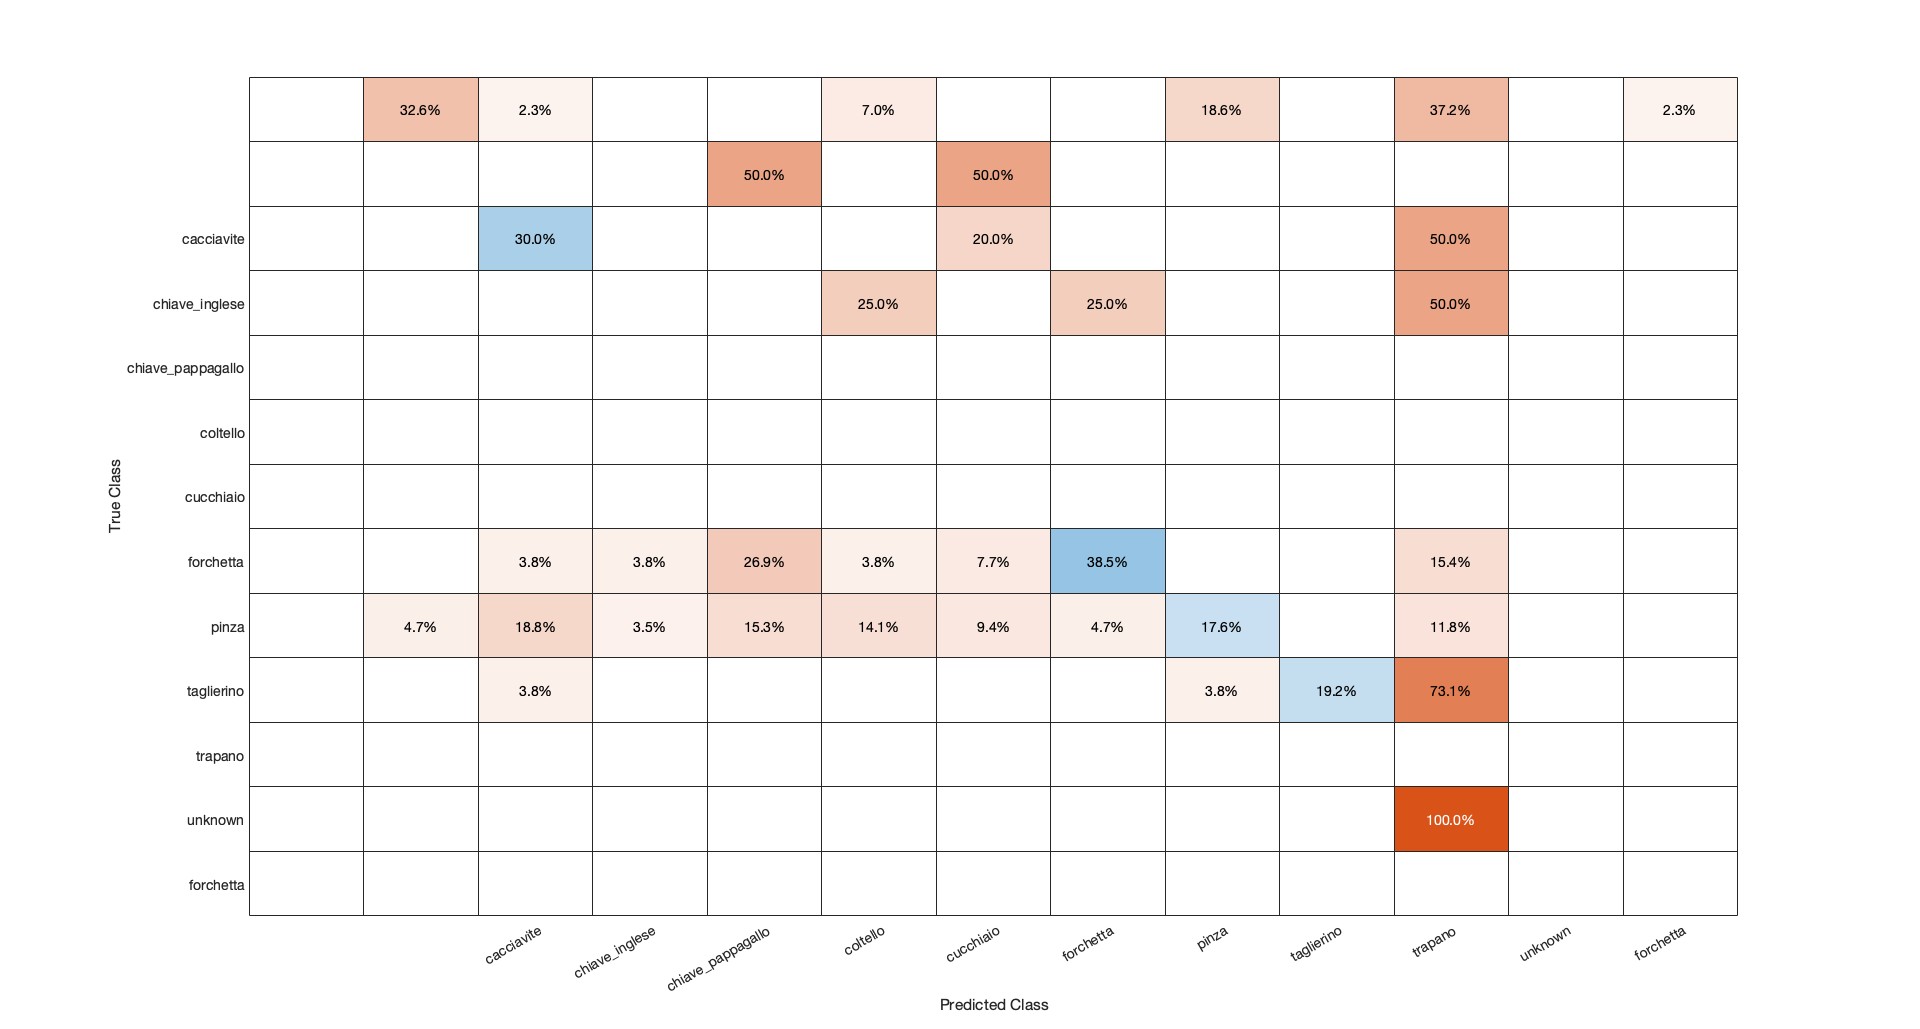 32.6% 2.3% 7.0% 18.6% 37.2% 2.3%
50.0% 50.0%
cacciavite 30.0% 20.0% 50.0%
chiave_inglese 25.0% 25.0% 50.0%
chiave_pappagallo
coltello
cucchiaio
forchetta 3.8% 3.8% 26.9% 3.8% 7.7% 38.5% 15.4%
pinza 4.7% 18.8% 3.5% 15.3% 14.1% 9.4% 4.7% 17.6% 11.8%
taglierino 3.8% 3.8% 19.2% 73.1%
trapano
unknown 100.0%
forchetta
True Class
cacciavite chiave_inglese chiave_pappagallo coltello cucchiaio forchetta pinza taglierino trapano unknown forchetta
Predicted Class